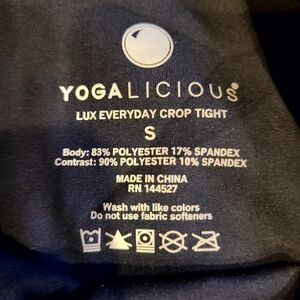 YOGALICIOUS®
LUX EVERYDAY CROP TIGHT
S
Body: 83% POLYESTER 17% SPANDEX
Contrast: 90% POLYESTER 10% SPANDEX
MADE IN CHINA
RN 144527
Wash with like colors
Do not use fabric softeners